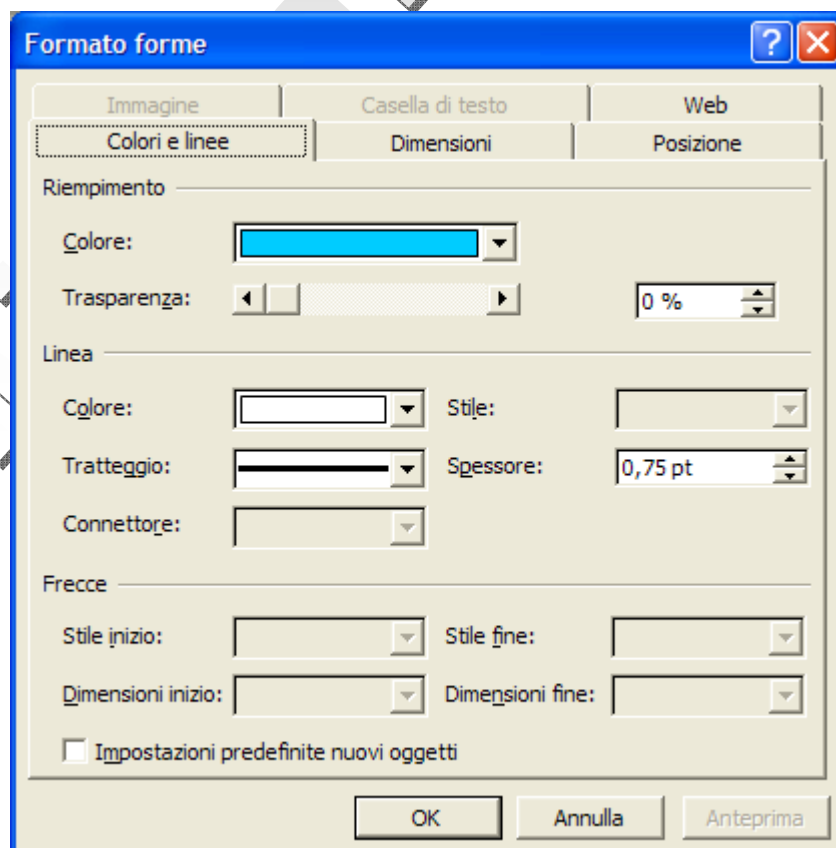 Formato forme
Immagine Casella di testo Web
Colori e linee Dimensioni Posizione
Riempimento
Colore:
Trasparenza: 0 %
Linea
Colore: Stile:
Tratteggio: Spessore: 0,75 pt
Connettore:
Frecce
Stile inizio: Stile fine:
Dimensioni inizio: Dimensioni fine:
Impostazioni predefinite nuovi oggetti
OK Annulla Anteprima